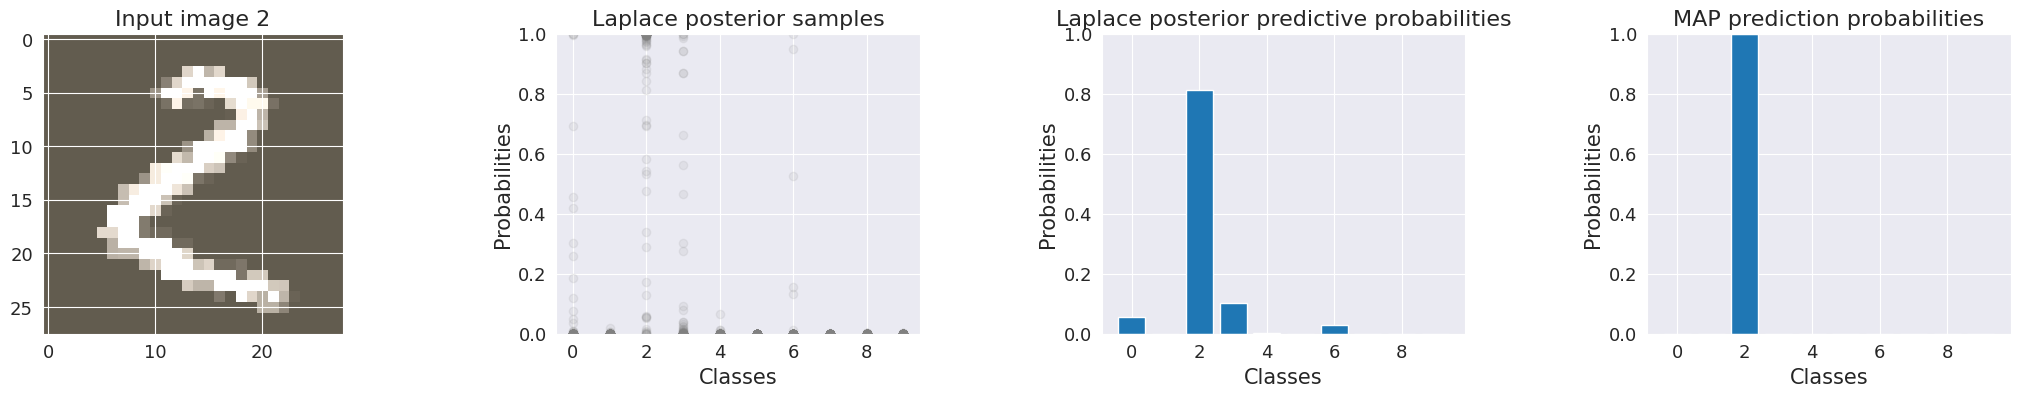 Input image 2
0
5
10
15
20
25
0 10 20
Laplace posterior samples
Probabilities
1.0
0.8
0.6
0.4
0.2
0.0
0 2 4 6 8
Classes
Laplace posterior predictive probabilities
Probabilities
1.0
0.8
0.6
0.4
0.2
0.0
0 2 4 6 8
Classes
MAP prediction probabilities
Probabilities
1.0
0.8
0.6
0.4
0.2
0.0
0 2 4 6 8
Classes